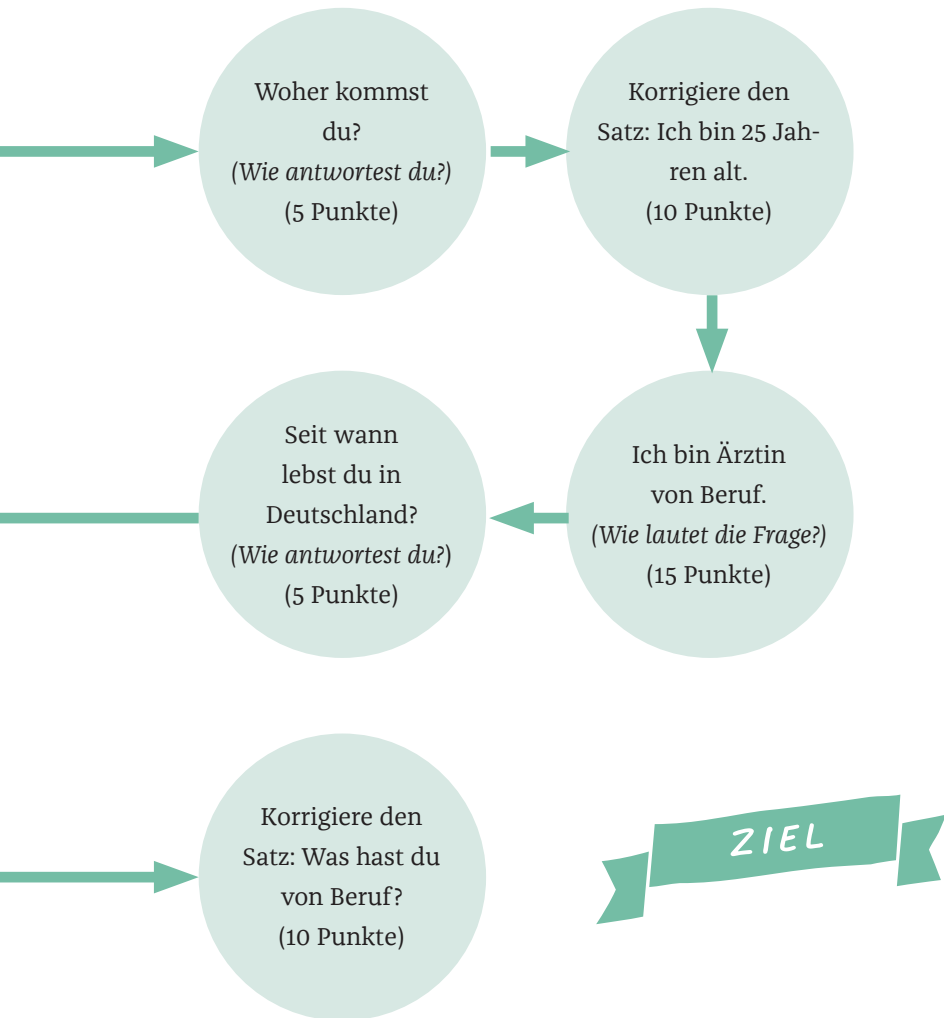 Woher kommst
du?
(Wie antwortest du?)
(5 Punkte)
Korrigiere den
Satz: Ich bin 25 Jah-
ren alt.
(10 Punkte)
Ich bin Ärztin
von Beruf.
(Wie lautet die Frage?)
(15 Punkte)
Seit wann
lebst du in
Deutschland?
(Wie antwortest du?)
(5 Punkte)
Korrigiere den
Satz: Was hast du
von Beruf?
(10 Punkte)
ZIEL